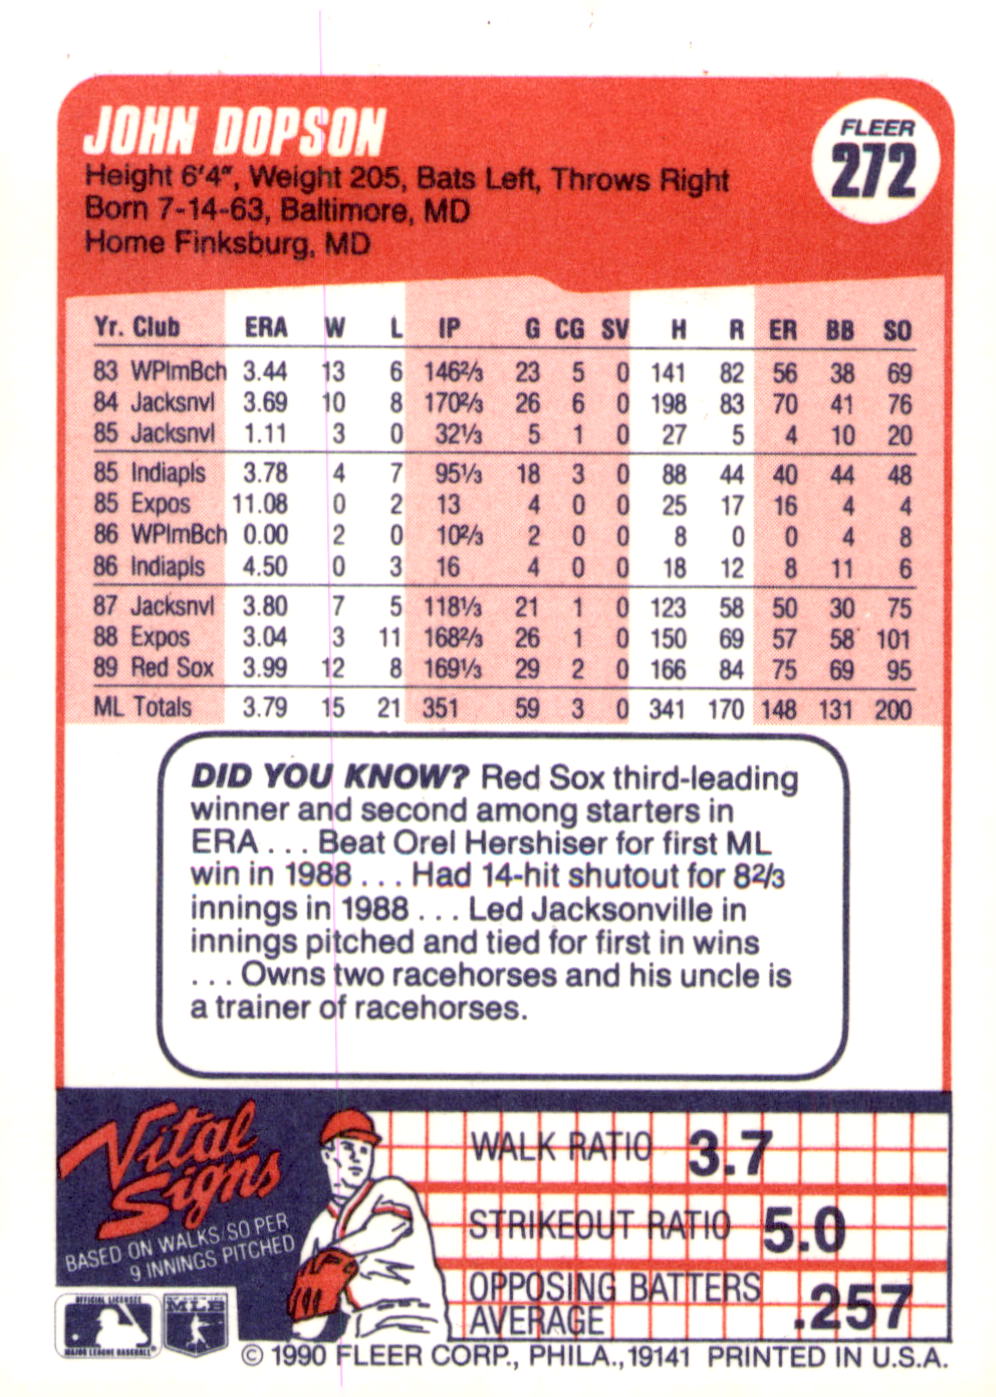 JOHN DOPSON
FLEER
272
Height 6'4", Weight 205, Bats Left, Throws Right
Born 7-14-63, Baltimore, MD
Home Finksburg, MD
Yr. Club ERA W L IP G CG SV H R ER BB SO
83 WPlmBch 3.44 13 6 146⅔ 23 5 0 141 82 56 38 69
84 Jacksnvl 3.69 10 8 170⅔ 26 6 0 198 83 70 41 76
85 Jacksnvl 1.11 3 0 32⅓ 5 1 0 27 5 4 10 20
85 Indiapls 3.78 4 7 95⅓ 18 3 0 88 44 40 44 48
85 Expos 11.08 0 2 13 4 0 0 25 17 16 4 4
86 WPlmBch 0.00 2 0 10⅔ 2 0 0 8 0 0 4 8
86 Indiapls 4.50 0 3 16 4 0 0 18 12 8 11 6
87 Jacksnvl 3.80 7 5 118⅓ 21 1 0 123 58 50 30 75
88 Expos 3.04 3 11 168⅔ 26 1 0 150 69 57 58 101
89 Red Sox 3.99 12 8 169⅓ 29 2 0 166 84 75 69 95
ML Totals 3.79 15 21 351 59 3 0 341 170 148 131 200
DID YOU KNOW? Red Sox third-leading
winner and second among starters in
ERA . . . Beat Orel Hershiser for first ML
win in 1988 . . . Had 14-hit shutout for 8⅔
innings in 1988 . . . Led Jacksonville in
innings pitched and tied for first in wins
. . . Owns two racehorses and his uncle is
a trainer of racehorses.
Vital
Signs
BASED ON WALKS/SO PER
9 INNINGS PITCHED
WALK RATIO 3.7
STRIKEOUT RATIO 5.0
OPPOSING BATTERS
AVERAGE .257
OFFICIAL LICENSEE
MAJOR LEAGUE BASEBALL®
MLB
© 1990 FLEER CORP., PHILA., 19141 PRINTED IN U.S.A.